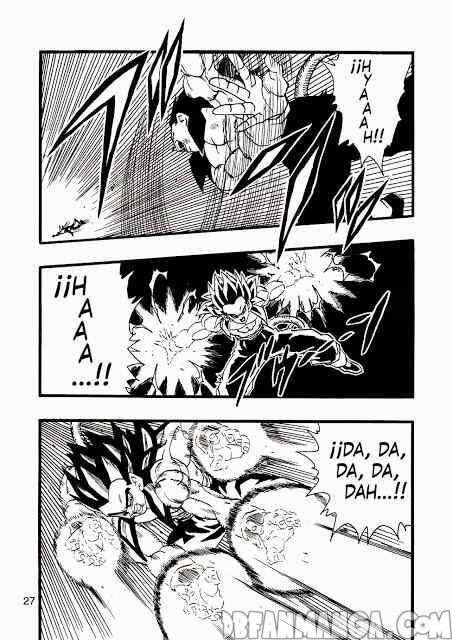 ¡¡HYAAAH!!
¡¡HAAA...!!
¡¡DA, DA,
DA, DA,
DAH...!!
27
DBFANMANGA.COM